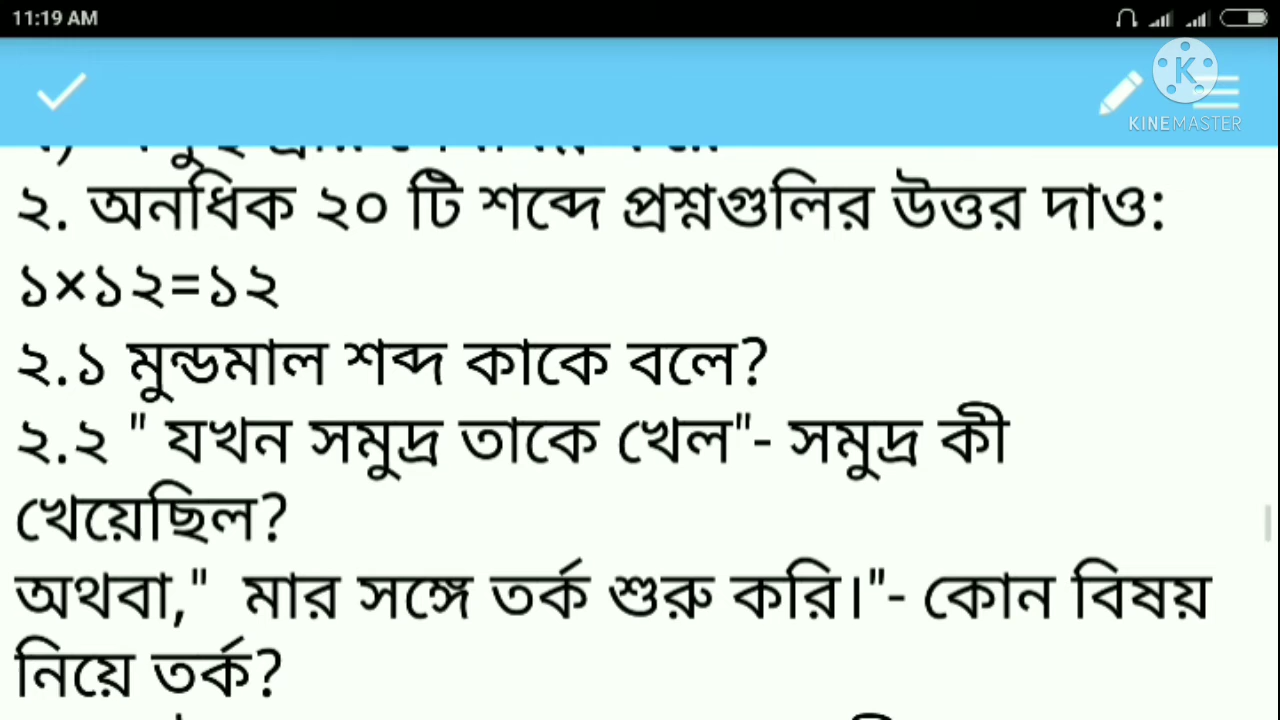 11:19 AM
KINEMASTER
২. অনধিক ২০ টি শব্দে প্রশ্নগুলির উত্তর দাও:
১×১২=১২
২.১ মুন্ডমাল শব্দ কাকে বলে?
২.২ " যখন সমুদ্র তাকে খেল"- সমুদ্র কী
খেয়েছিল?
অথবা," মার সঙ্গে তর্ক শুরু করি।"- কোন বিষয়
নিয়ে তর্ক?